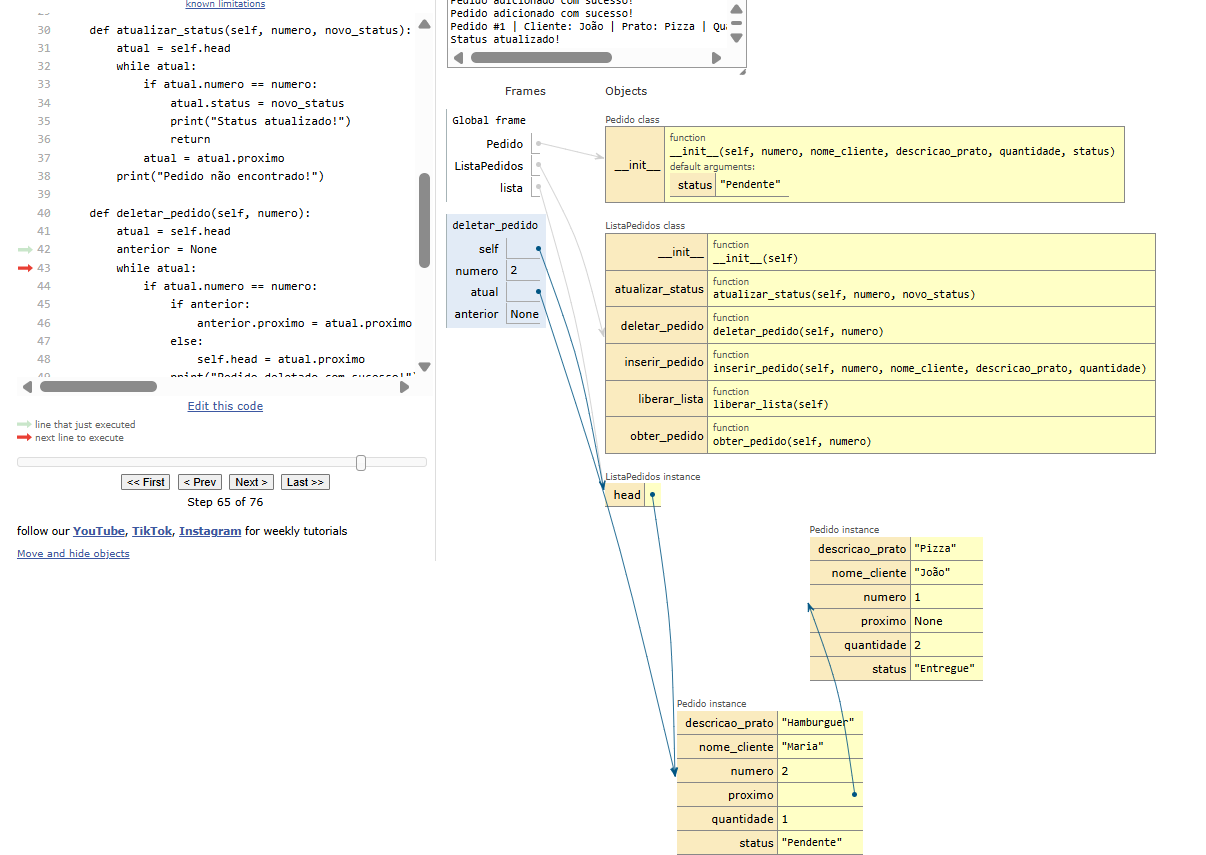 known limitations
30 def atualizar_status(self, numero, novo_status):
31 atual = self.head
32 while atual:
33 if atual.numero == numero:
34 atual.status = novo_status
35 print("Status atualizado!")
36 return
37 atual = atual.proximo
38 print("Pedido não encontrado!")
39
40 def deletar_pedido(self, numero):
41 atual = self.head
42 anterior = None
43 while atual:
44 if atual.numero == numero:
45 if anterior:
46 anterior.proximo = atual.proximo
47 else:
48 self.head = atual.proximo
49 print("Pedido deletado com sucesso!"
Edit this code
line that just executed
next line to execute
<< First < Prev Next > Last >>
Step 65 of 76
follow our YouTube, TikTok, Instagram for weekly tutorials
Move and hide objects
Pedido adicionado com sucesso!
Pedido adicionado com sucesso!
Pedido #1 | Cliente: João | Prato: Pizza | Qu
Status atualizado!
Frames Objects
Global frame
Pedido
ListaPedidos
lista
deletar_pedido
self
numero 2
atual
anterior None
Pedido class
__init__
function
__init__(self, numero, nome_cliente, descricao_prato, quantidade, status)
default arguments:
status "Pendente"
ListaPedidos class
__init__
function
__init__(self)
atualizar_status
function
atualizar_status(self, numero, novo_status)
deletar_pedido
function
deletar_pedido(self, numero)
inserir_pedido
function
inserir_pedido(self, numero, nome_cliente, descricao_prato, quantidade)
liberar_lista
function
liberar_lista(self)
obter_pedido
function
obter_pedido(self, numero)
ListaPedidos instance
head
Pedido instance
descricao_prato "Pizza"
nome_cliente "João"
numero 1
proximo None
quantidade 2
status "Entregue"
Pedido instance
descricao_prato "Hamburguer"
nome_cliente "Maria"
numero 2
proximo
quantidade 1
status "Pendente"